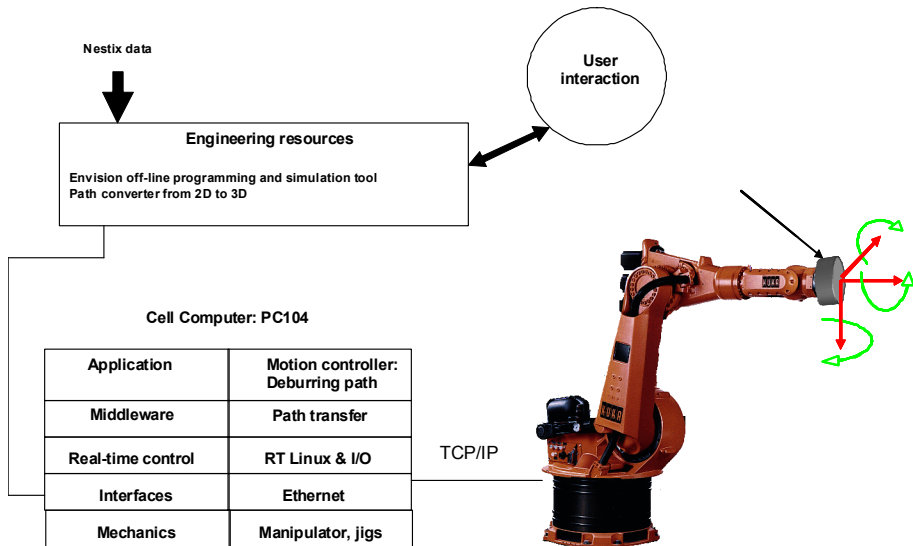 Nestix data
User
interaction
Engineering resources
Envision off-line programming and simulation tool
Path converter from 2D to 3D
Cell Computer: PC104
Application
Motion controller:
Deburring path
Middleware
Path transfer
Real-time control
RT Linux & I/O
TCP/IP
Interfaces
Ethernet
Mechanics
Manipulator, jigs
KUKA
KUKA